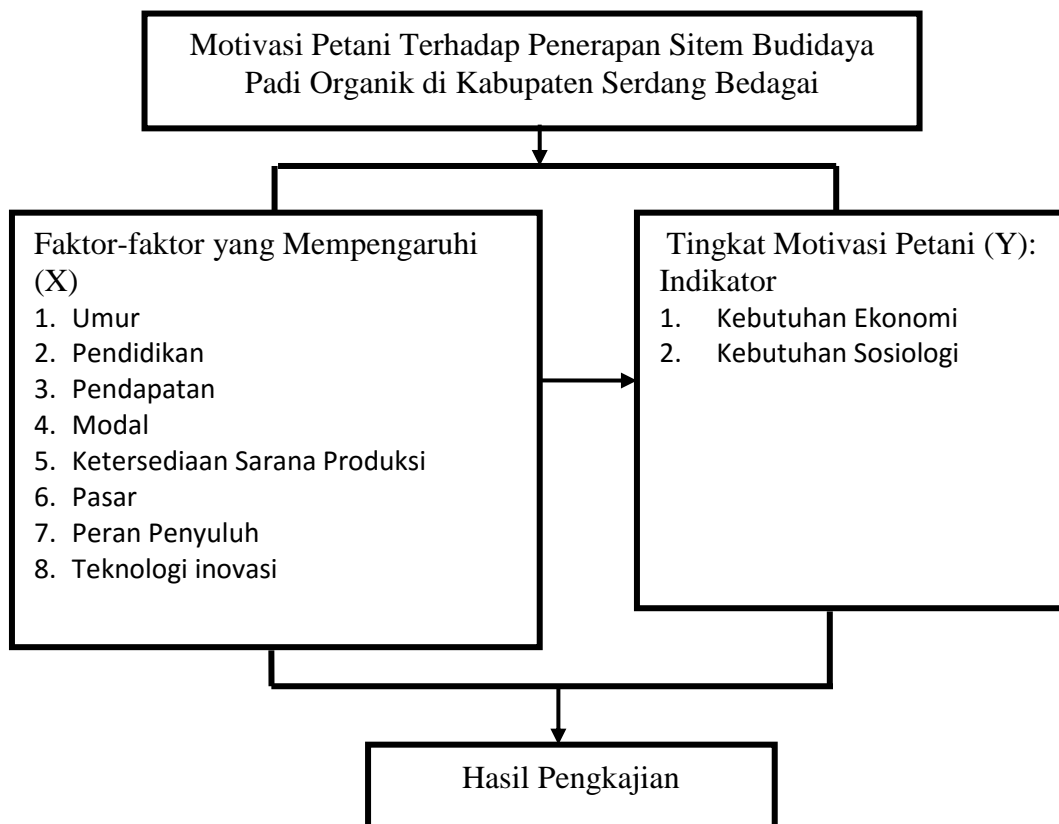 Motivasi Petani Terhadap Penerapan Sitem Budidaya
Padi Organik di Kabupaten Serdang Bedagai
Faktor-faktor yang Mempengaruhi
(X)
1. Umur
2. Pendidikan
3. Pendapatan
4. Modal
5. Ketersediaan Sarana Produksi
6. Pasar
7. Peran Penyuluh
8. Teknologi inovasi
Tingkat Motivasi Petani (Y):
Indikator
1. Kebutuhan Ekonomi
2. Kebutuhan Sosiologi
Hasil Pengkajian